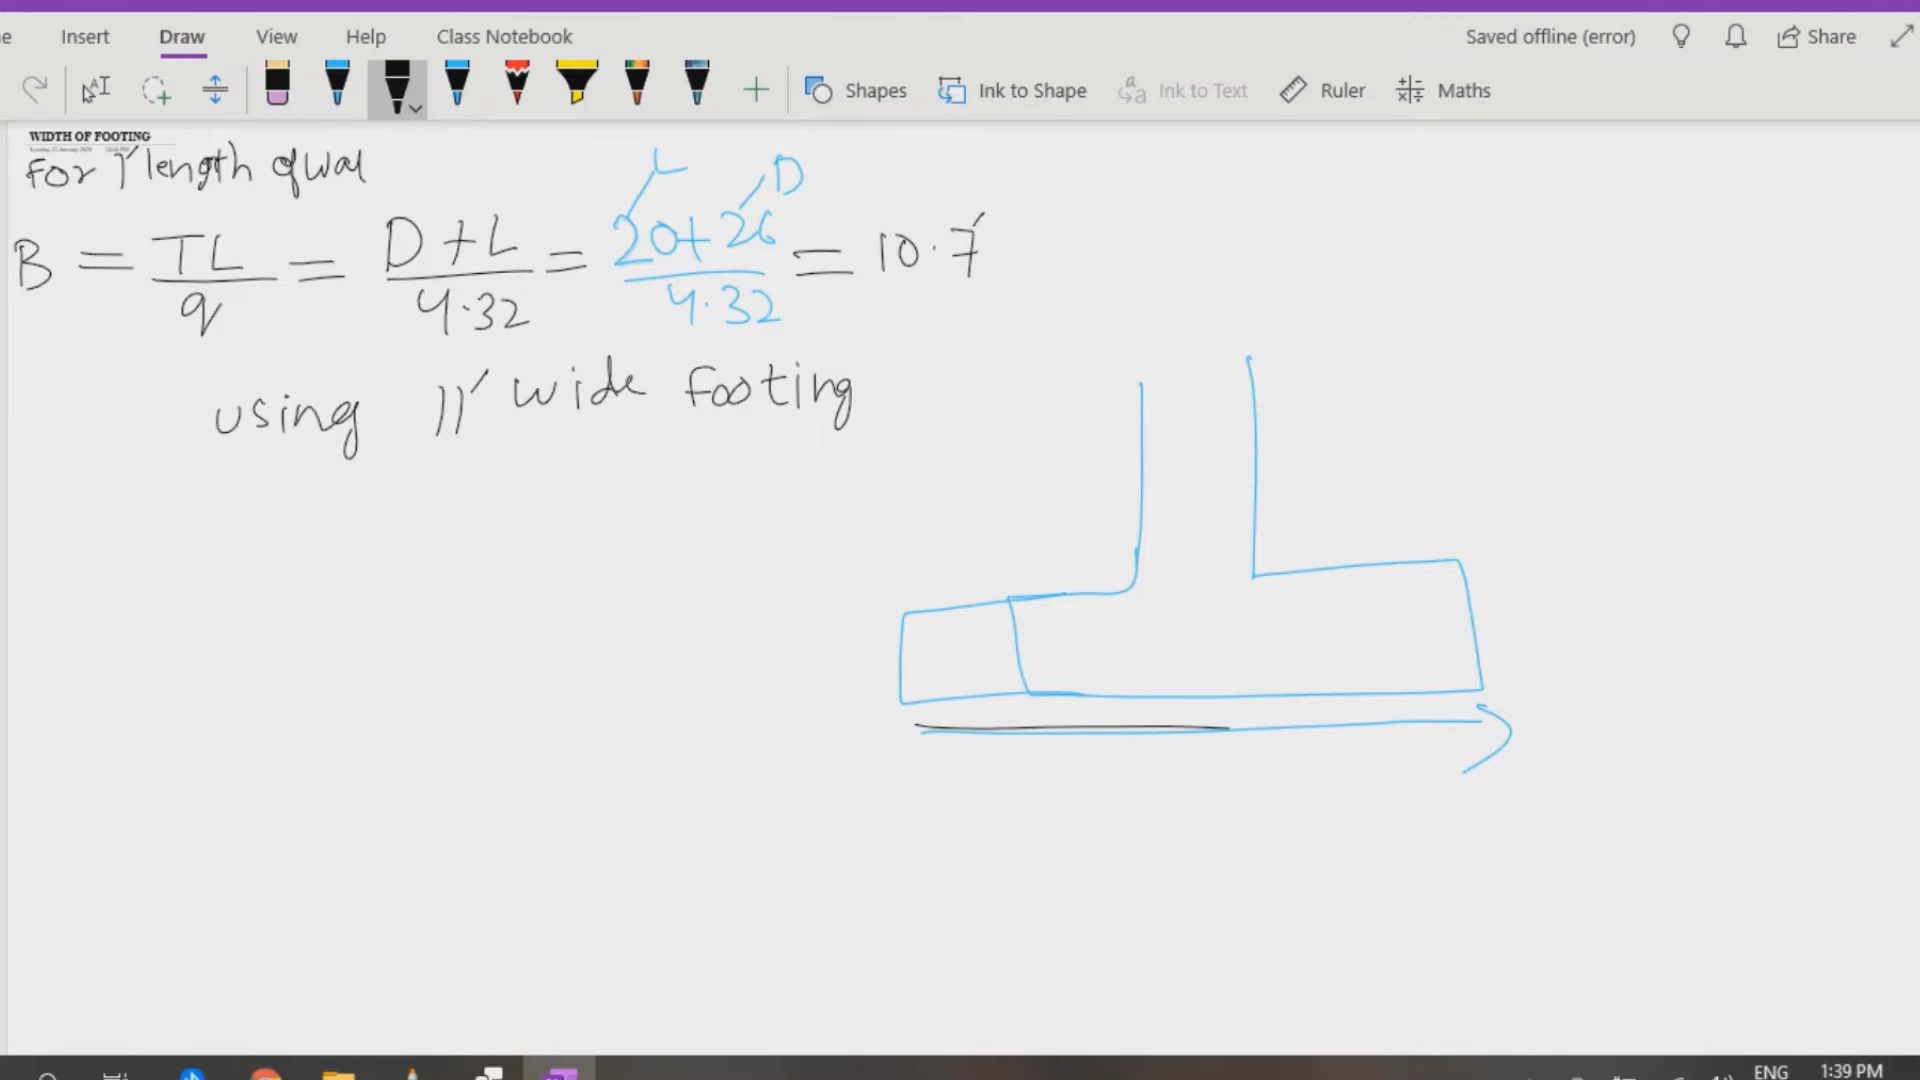 Insert Draw View Help Class Notebook Saved offline (error) Share
Shapes Ink to Shape Ink to Text Ruler Maths
WIDTH OF FOOTING
For 1' length of wal
L D
B = TL/q = D+L/4.32 = 20+26/4.32 = 10.7'
using 11' wide footing
ENG 1:39 PM